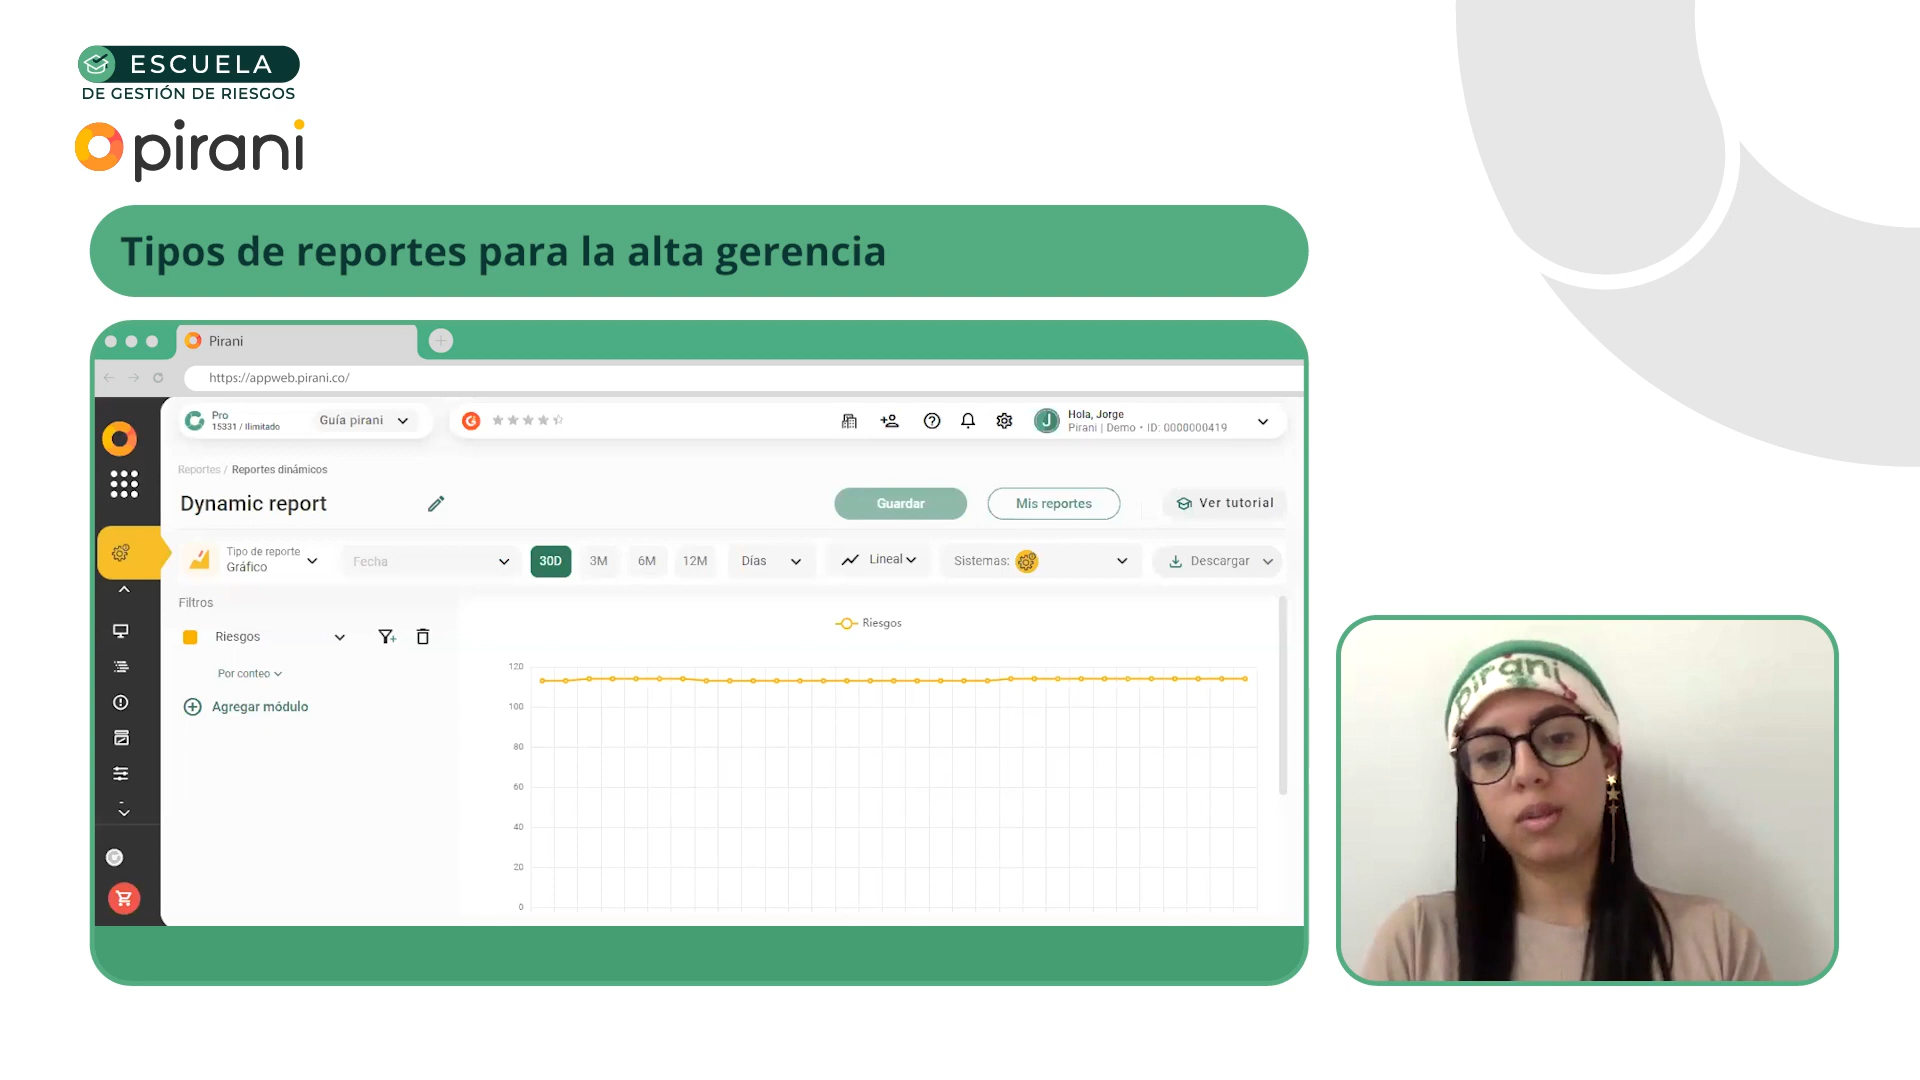 ESCUELA
DE GESTIÓN DE RIESGOS
pirani
Tipos de reportes para la alta gerencia
Pirani
https://appweb.pirani.co/
Pro
15331 / Ilimitado
Guía pirani
Hola, Jorge
Pirani | Demo • ID: 0000000419
J
Reportes / Reportes dinámicos
Dynamic report
Guardar
Mis reportes
Ver tutorial
Tipo de reporte
Gráfico
Fecha
30D
3M
6M
12M
Días
Lineal
Sistemas:
Descargar
Filtros
Riesgos
Por conteo
Agregar módulo
Riesgos
120
100
80
60
40
20
0
pirani